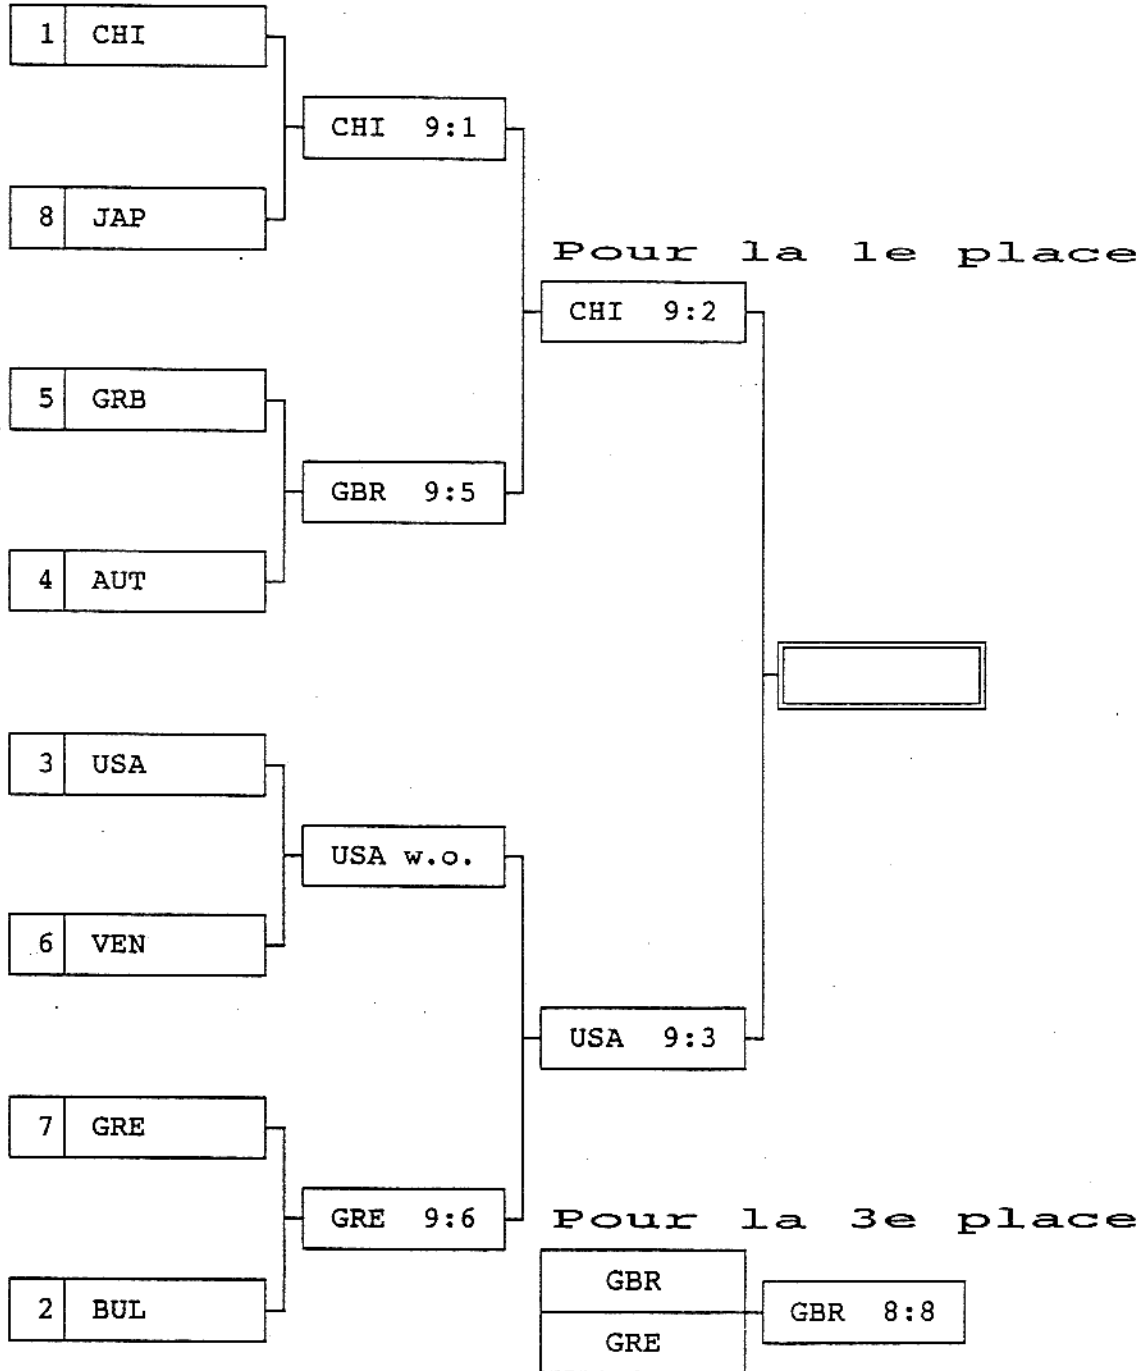 1 CHI
CHI 9:1
8 JAP
Pour la 1e place
CHI 9:2
5 GRB
GBR 9:5
4 AUT
3 USA
USA w.o.
6 VEN
USA 9:3
7 GRE
GRE 9:6
Pour la 3e place
GBR
2 BUL
GBR 8:8
GRE